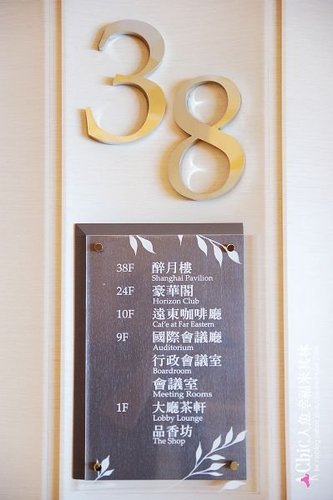 38
38F 醉月樓
Shanghai Pavilion
24F 豪華閣
Horizon Club
10F 遠東咖啡廳
Caf'e at Far Eastern
9F 國際會議廳
Auditorium
行政會議室
Boardroom
會議室
Meeting Rooms
1F 大廳茶軒
Lobby Lounge
品香坊
The Shop
Chic